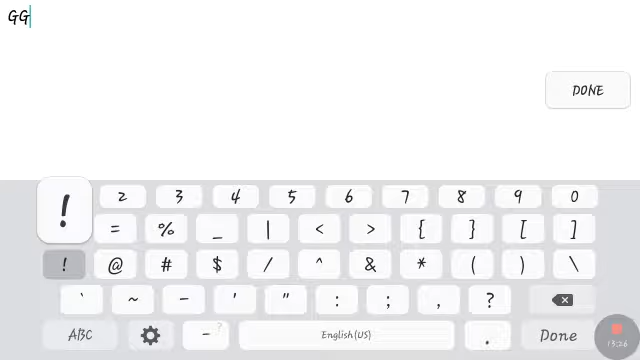 GG
DONE
! 2 3 4 5 6 7 8 9 0
= % _ | < > { } [ ]
! @ # $ / ^ & * ( ) \
` ~ - ' " : ; , ?
ABC - ? English (US) . Done
13:26